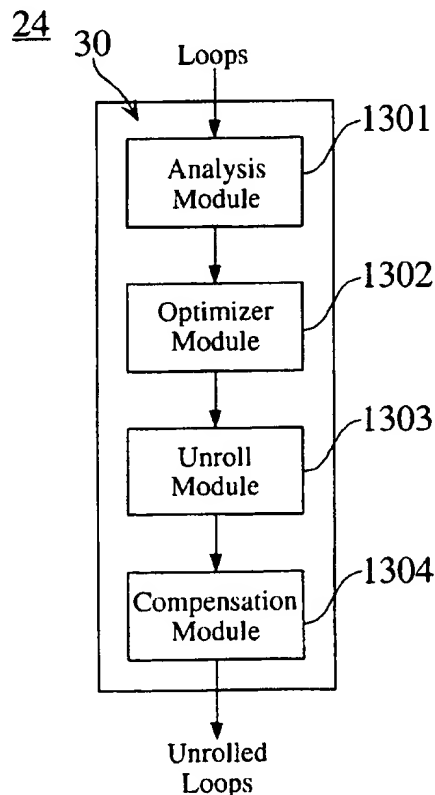 24
30
Loops
1301
Analysis
Module
1302
Optimizer
Module
1303
Unroll
Module
1304
Compensation
Module
Unrolled
Loops